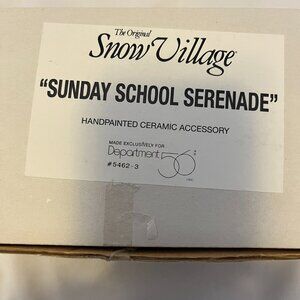 The Original
Snow Village
"SUNDAY SCHOOL SERENADE"
HANDPAINTED CERAMIC ACCESSORY
MADE EXCLUSIVELY FOR
Department 56
#5462-3